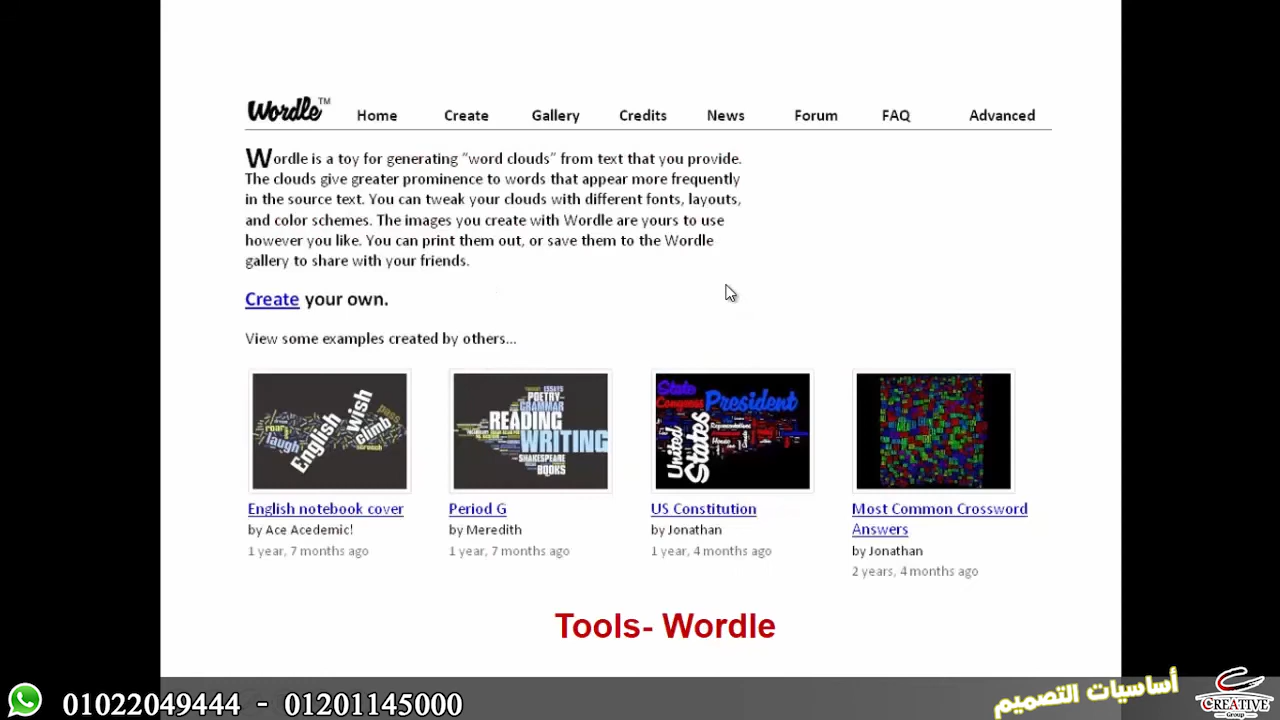 Wordle™ Home Create Gallery Credits News Forum FAQ Advanced
Wordle is a toy for generating “word clouds” from text that you provide.
The clouds give greater prominence to words that appear more frequently
in the source text. You can tweak your clouds with different fonts, layouts,
and color schemes. The images you create with Wordle are yours to use
however you like. You can print them out, or save them to the Wordle
gallery to share with your friends.
Create your own.
View some examples created by others...
roar laugh English wish climb pass
ESSAYS POETRY GRAMMAR READING WRITING SHAKESPEARE BOOKS
State Congress President United States Representatives House
English notebook cover
by Ace Acedemic!
1 year, 7 months ago
Period G
by Meredith
1 year, 7 months ago
US Constitution
by Jonathan
1 year, 4 months ago
Most Common Crossword
Answers
by Jonathan
2 years, 4 months ago
Tools- Wordle
01022049444 - 01201145000
أساسيات التصميم
CREATIVE
Group